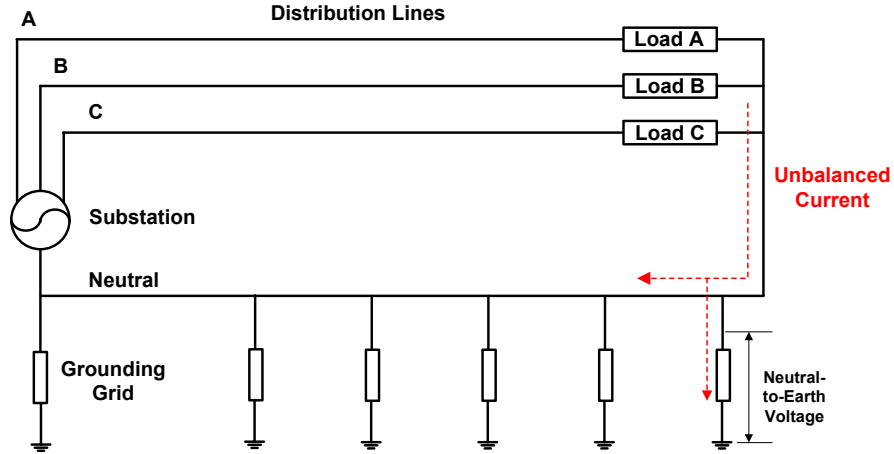 A
Distribution Lines
Load A
B
Load B
C
Load C
Unbalanced
Current
Substation
Neutral
Grounding
Grid
Neutral-
to-Earth
Voltage